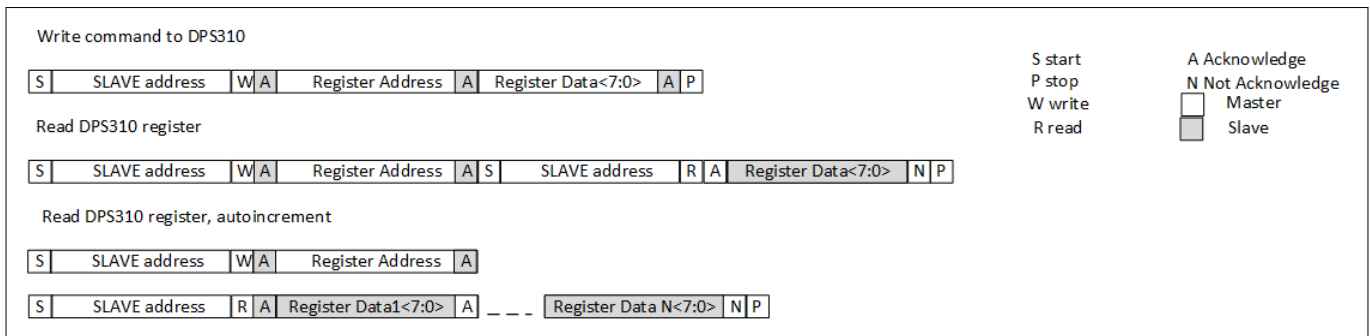 Write command to DPS310
S SLAVE address W A Register Address A Register Data<7:0> A P
Read DPS310 register
S SLAVE address W A Register Address A S SLAVE address R A Register Data<7:0> N P
Read DPS310 register, autoincrement
S SLAVE address W A Register Address A
S SLAVE address R A Register Data1<7:0> A _ _ _ Register Data N<7:0> N P
S start A Acknowledge
P stop N Not Acknowledge
W write Master
R read Slave